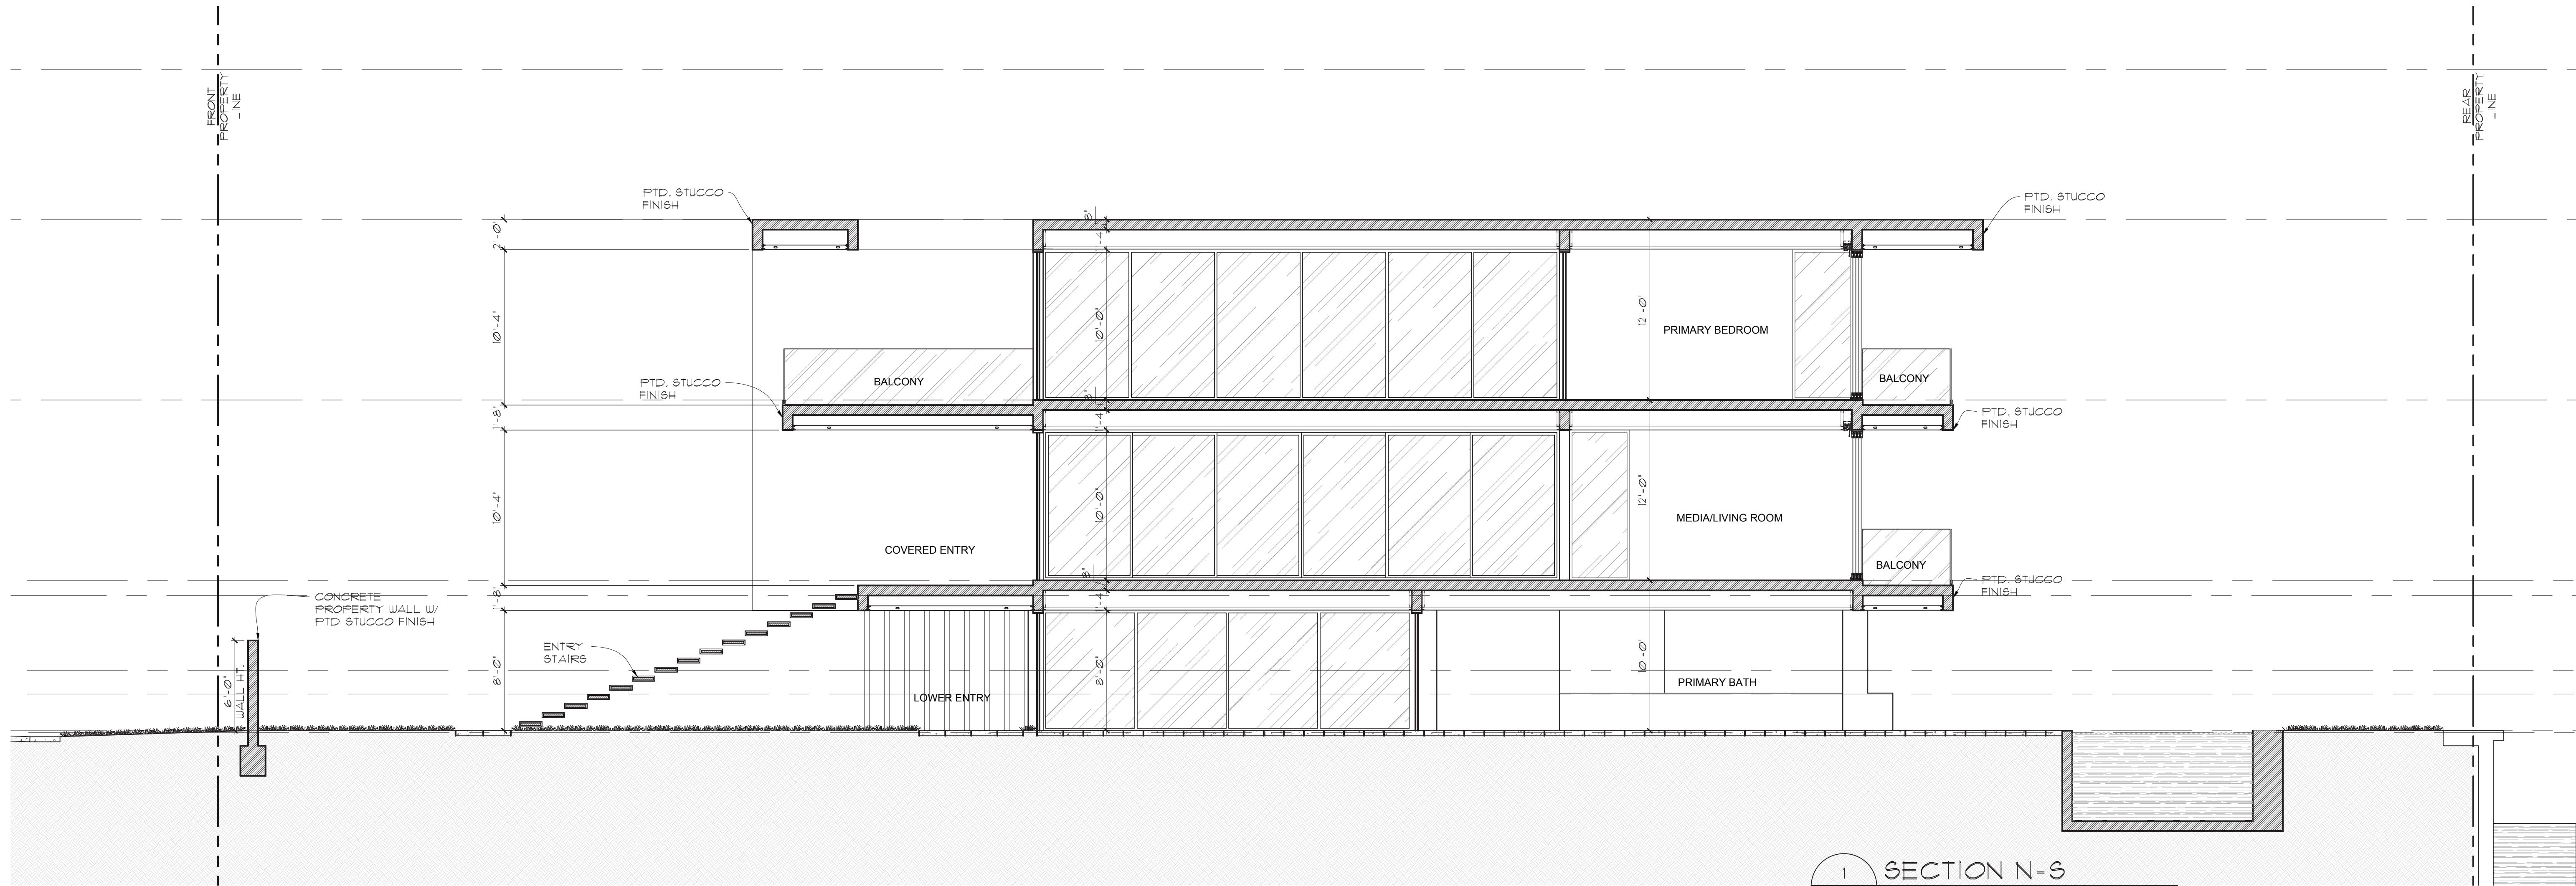 FRONT
PROPERTY
LINE
REAR
PROPERTY
LINE
PTD. STUCCO
FINISH
PTD. STUCCO
FINISH
2'-0"
8"
1'-4"
10'-4"
10'-0"
12'-0"
PRIMARY BEDROOM
PTD. STUCCO
FINISH
BALCONY
BALCONY
1'-8"
8"
1'-4"
PTD. STUCCO
FINISH
10'-4"
10'-0"
12'-0"
MEDIA/LIVING ROOM
COVERED ENTRY
BALCONY
8"
PTD. STUCCO
FINISH
1'-8"
1'-4"
CONCRETE
PROPERTY WALL W/
PTD STUCCO FINISH
ENTRY
STAIRS
8'-0"
8'-0"
10'-0"
6'-0"
WALL HT.
LOWER ENTRY
PRIMARY BATH
1
SECTION N-S